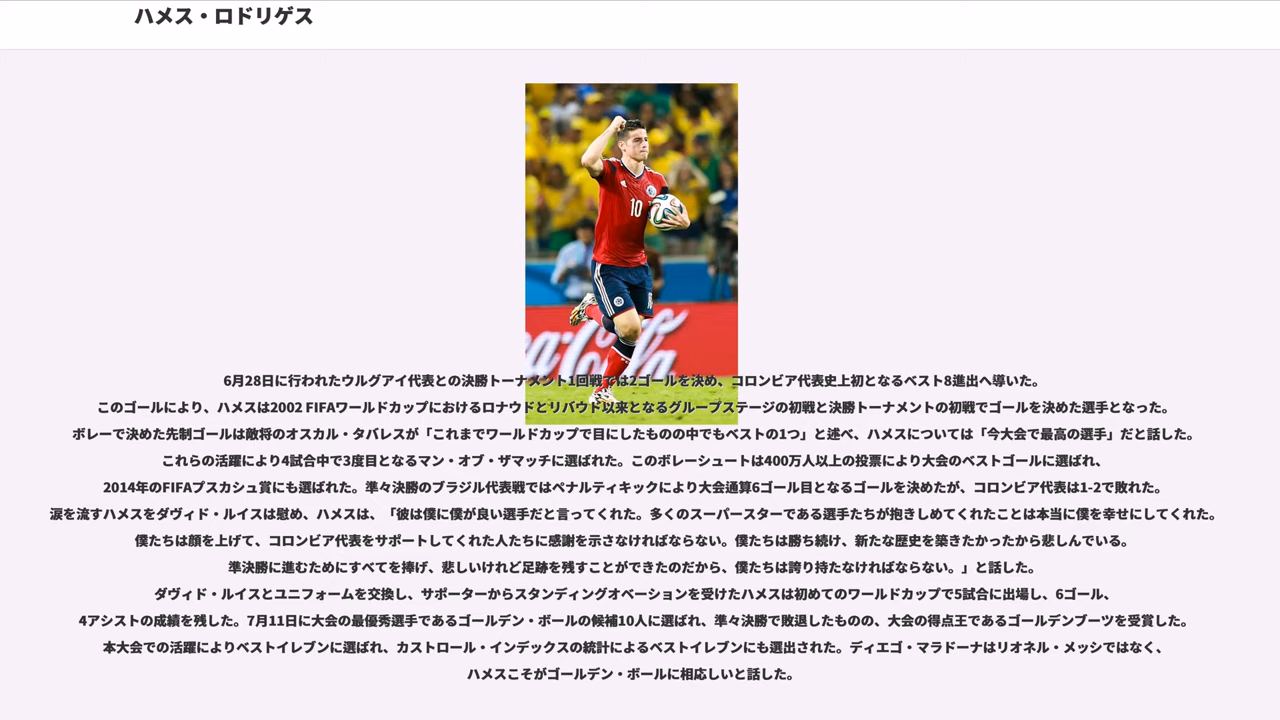 ハメス・ロドリゲス
10
Coca-Cola
6月28日に行われたウルグアイ代表との決勝トーナメント1回戦では2ゴールを決め、コロンビア代表史上初となるベスト8進出へ導いた。
このゴールにより、ハメスは2002 FIFAワールドカップにおけるロナウドとリバウド以来となるグループステージの初戦と決勝トーナメントの初戦でゴールを決めた選手となった。
ボレーで決めた先制ゴールは敵将のオスカル・タバレスが「これまでワールドカップで目にしたものの中でもベストの1つ」と述べ、ハメスについては「今大会で最高の選手」だと話した。
これらの活躍により4試合中で3度目となるマン・オブ・ザマッチに選ばれた。このボレーシュートは400万人以上の投票により大会のベストゴールに選ばれ、
2014年のFIFAプスカシュ賞にも選ばれた。準々決勝のブラジル代表戦ではペナルティキックにより大会通算6ゴール目となるゴールを決めたが、コロンビア代表は1-2で敗れた。
涙を流すハメスをダヴィド・ルイスは慰め、ハメスは、「彼は僕に僕が良い選手だと言ってくれた。多くのスーパースターである選手たちが抱きしめてくれたことは本当に僕を幸せにしてくれた。
僕たちは顔を上げて、コロンビア代表をサポートしてくれた人たちに感謝を示さなければならない。僕たちは勝ち続け、新たな歴史を築きたかったから悲しんでいる。
準決勝に進むためにすべてを捧げ、悲しいけれど足跡を残すことができたのだから、僕たちは誇り持たなければならない。」と話した。
ダヴィド・ルイスとユニフォームを交換し、サポーターからスタンディングオベーションを受けたハメスは初めてのワールドカップで5試合に出場し、6ゴール、
4アシストの成績を残した。7月11日に大会の最優秀選手であるゴールデン・ボールの候補10人に選ばれ、準々決勝で敗退したものの、大会の得点王であるゴールデンブーツを受賞した。
本大会での活躍によりベストイレブンに選ばれ、カストロール・インデックスの統計によるベストイレブンにも選出された。ディエゴ・マラドーナはリオネル・メッシではなく、
ハメスこそがゴールデン・ボールに相応しいと話した。